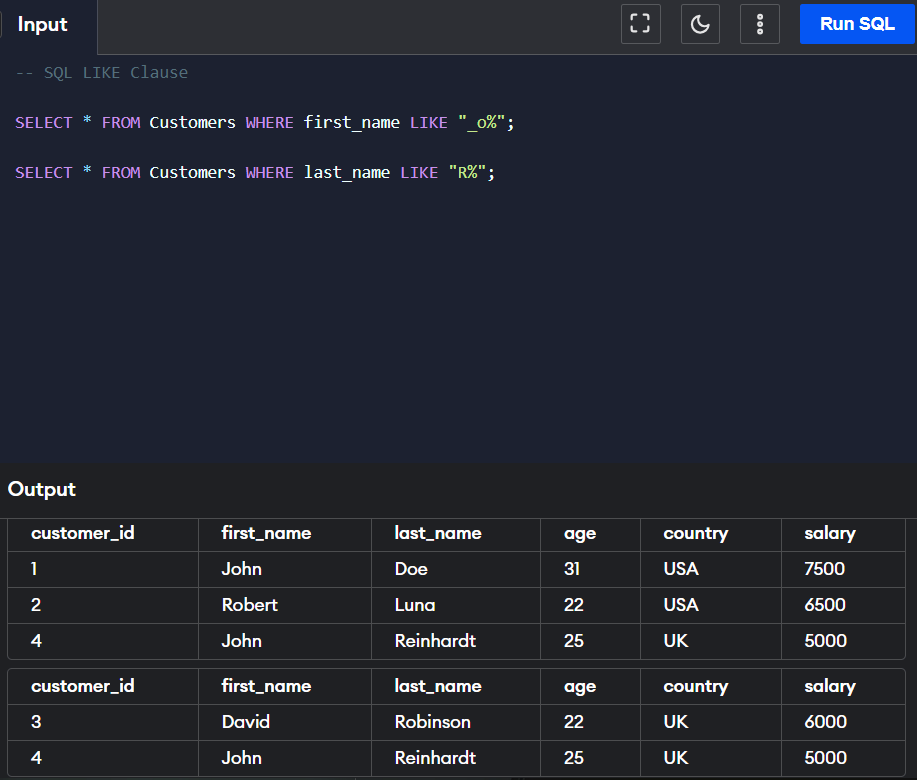 Input
Run SQL
-- SQL LIKE Clause
SELECT * FROM Customers WHERE first_name LIKE "_o%";
SELECT * FROM Customers WHERE last_name LIKE "R%";
Output
customer_id first_name last_name age country salary
1 John Doe 31 USA 7500
2 Robert Luna 22 USA 6500
4 John Reinhardt 25 UK 5000
customer_id first_name last_name age country salary
3 David Robinson 22 UK 6000
4 John Reinhardt 25 UK 5000